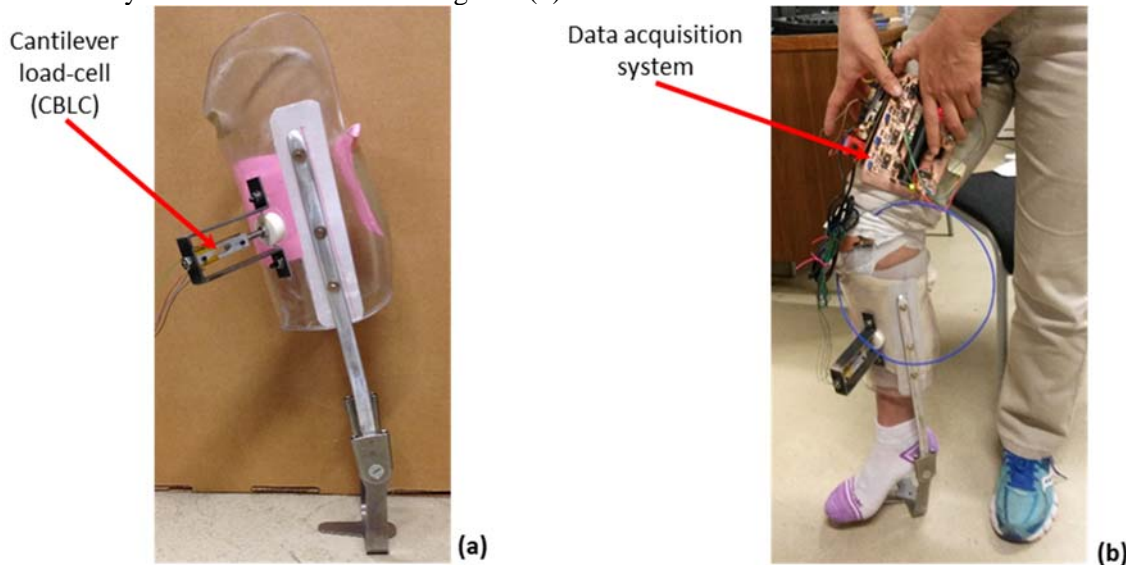 Cantilever
load-cell
(CBLC)
(a)
Data acquisition
system
(b)